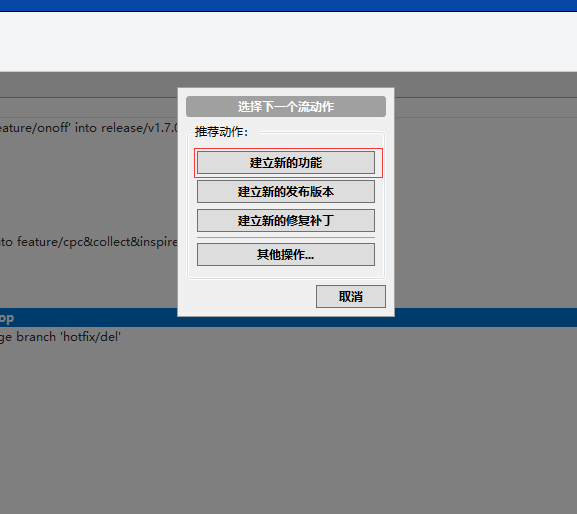 选择下一个流动作
推荐动作:
eature/onoff' into release/v1.7.0
建立新的功能
建立新的发布版本
建立新的修复补丁
nto feature/cpc&collect&inspire
其他操作...
取消
op
ge branch 'hotfix/del'